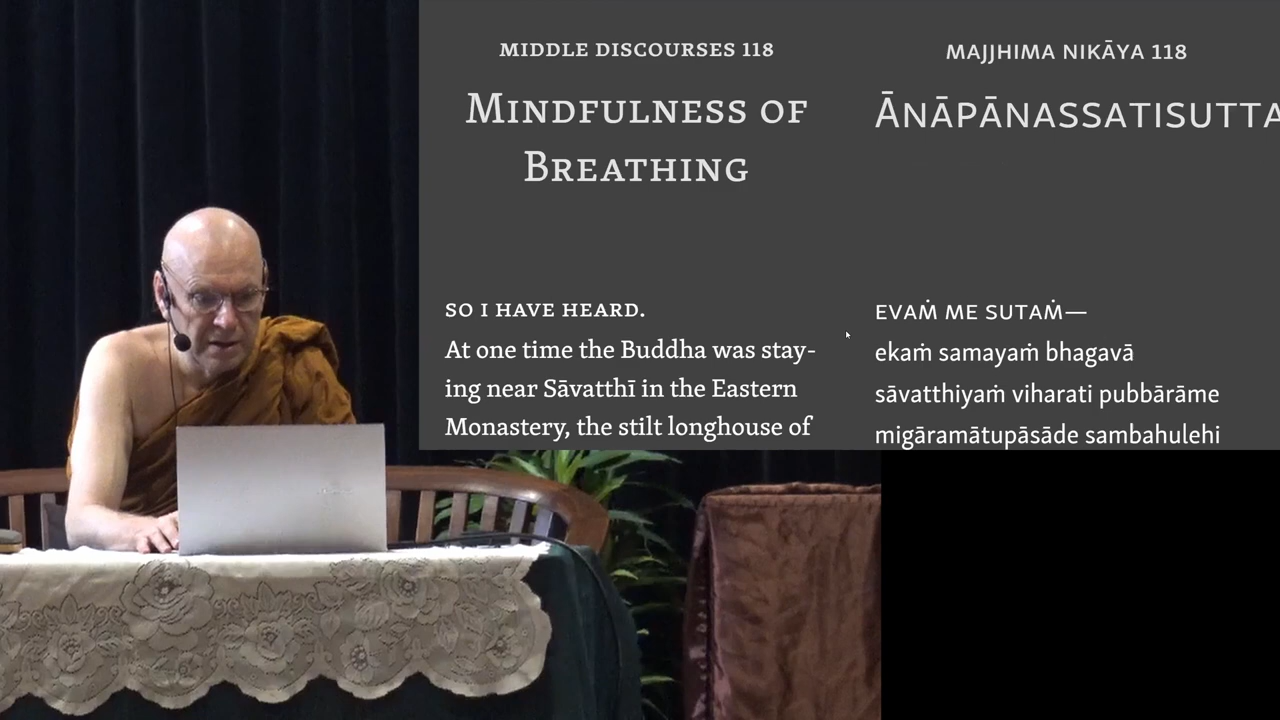 MIDDLE DISCOURSES 118
MINDFULNESS OF
BREATHING
SO I HAVE HEARD.
At one time the Buddha was stay-
ing near Sāvatthī in the Eastern
Monastery, the stilt longhouse of
MAJJHIMA NIKĀYA 118
ĀNĀPĀNASSATISUTTA
EVAṀ ME SUTAṀ—
ekaṁ samayaṁ bhagavā
sāvatthiyaṁ viharati pubbārāme
migāramātupāsāde sambahulehi